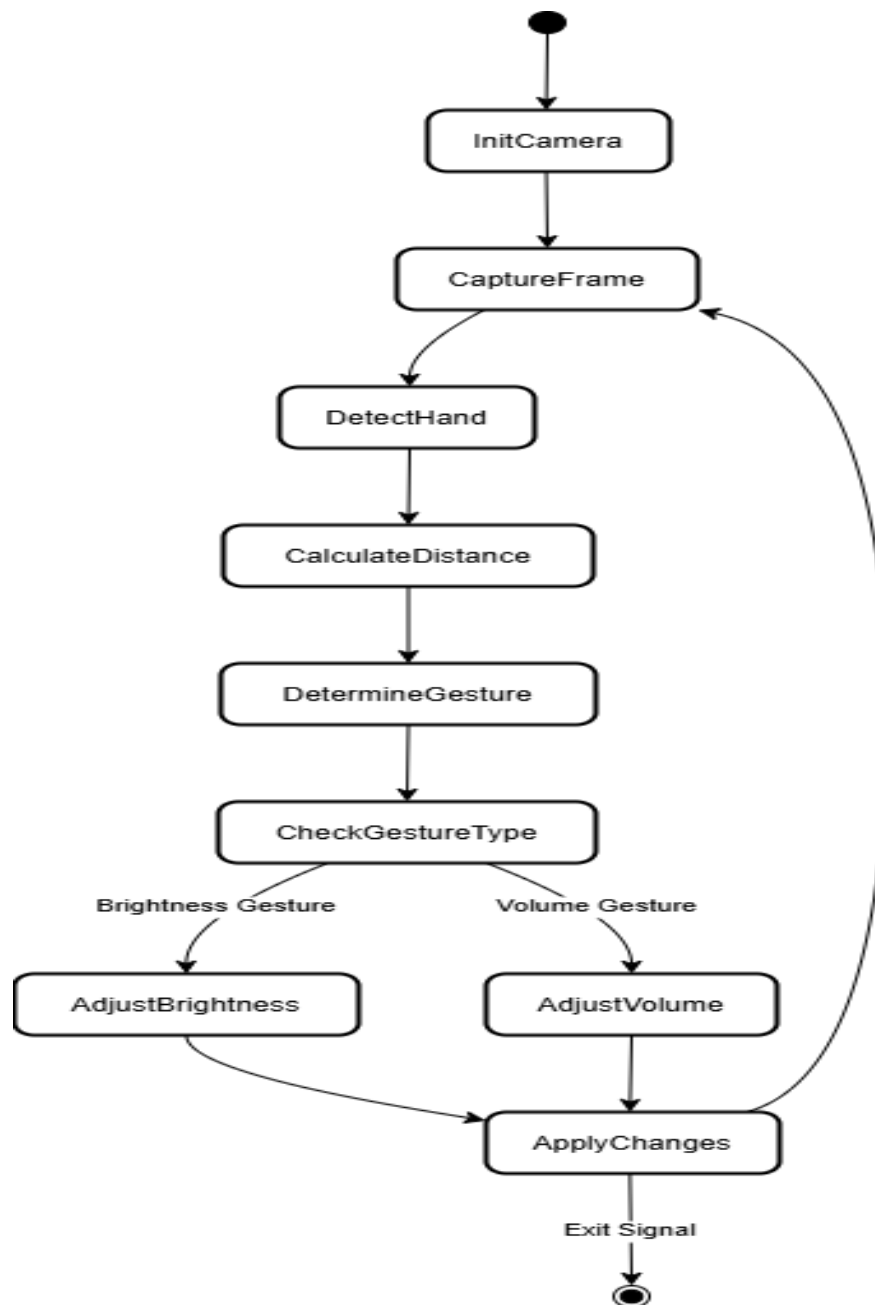 InitCamera
CaptureFrame
DetectHand
CalculateDistance
DetermineGesture
CheckGestureType
Brightness Gesture
Volume Gesture
AdjustBrightness
AdjustVolume
ApplyChanges
Exit Signal